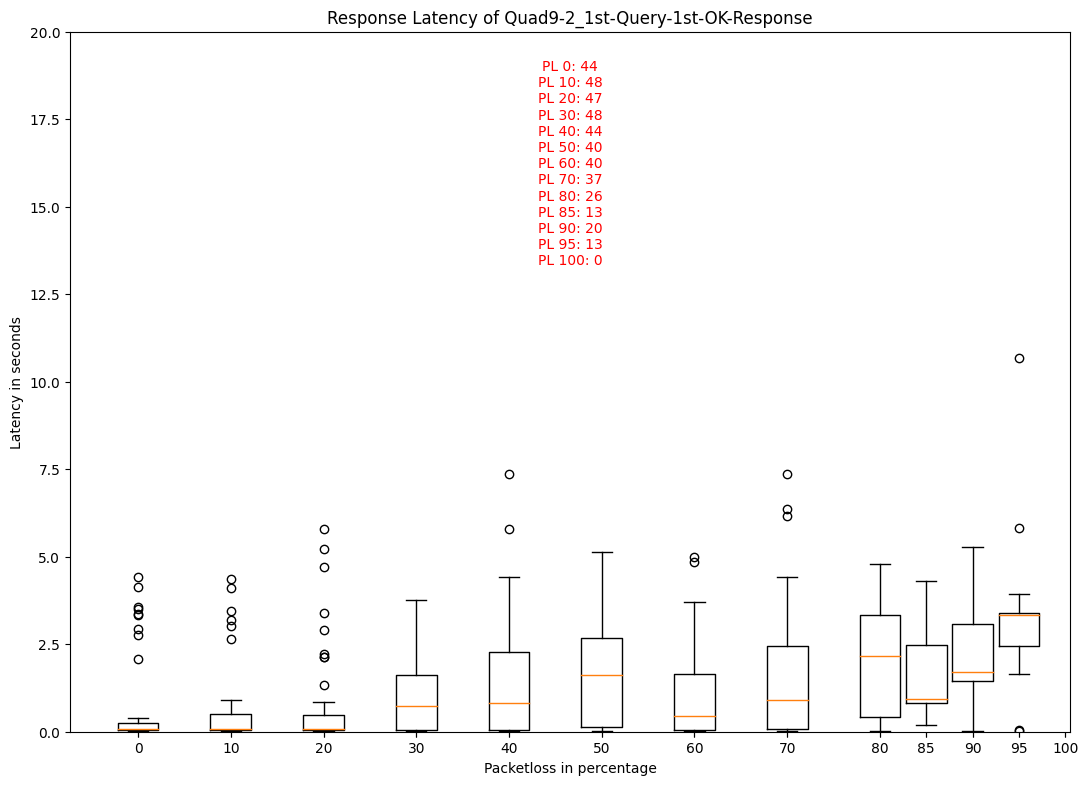 Response Latency of Quad9-2_1st-Query-1st-OK-Response
20.0
17.5
15.0
12.5
10.0
7.5
5.0
2.5
0.0
Latency in seconds
PL 0: 44
PL 10: 48
PL 20: 47
PL 30: 48
PL 40: 44
PL 50: 40
PL 60: 40
PL 70: 37
PL 80: 26
PL 85: 13
PL 90: 20
PL 95: 13
PL 100: 0
0 10 20 30 40 50 60 70 80 85 90 95 100
Packetloss in percentage